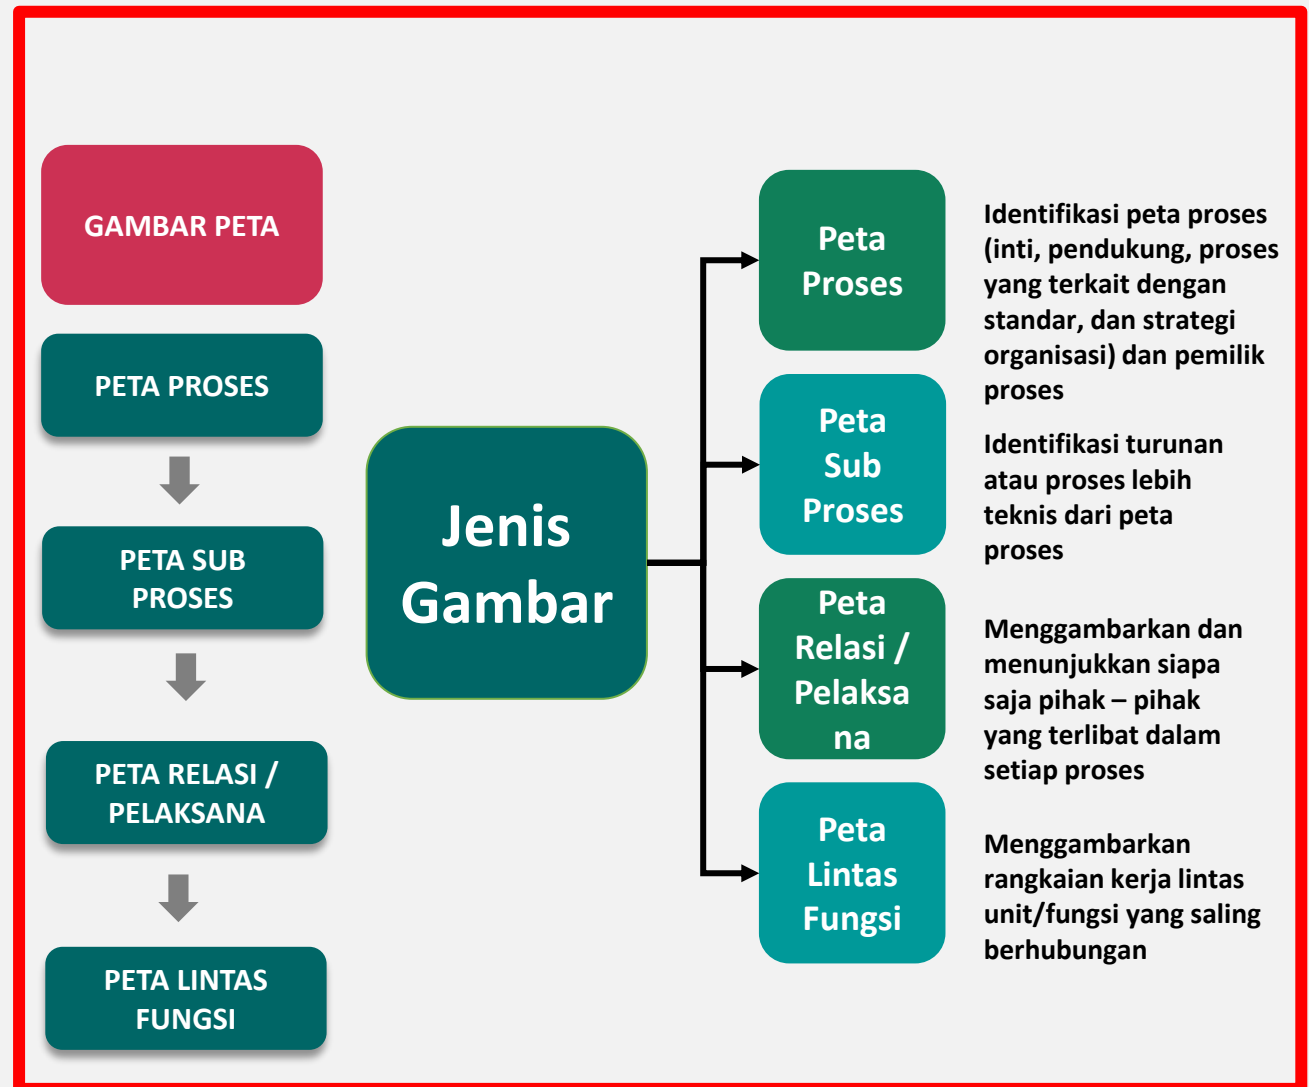 GAMBAR PETA
PETA PROSES
PETA SUB
PROSES
PETA RELASI /
PELAKSANA
PETA LINTAS
FUNGSI
Jenis
Gambar
Peta
Proses
Identifikasi peta proses
(inti, pendukung, proses
yang terkait dengan
standar, dan strategi
organisasi) dan pemilik
proses
Peta
Sub
Proses
Identifikasi turunan
atau proses lebih
teknis dari peta
proses
Peta
Relasi /
Pelaksa
na
Menggambarkan dan
menunjukkan siapa
saja pihak – pihak
yang terlibat dalam
setiap proses
Peta
Lintas
Fungsi
Menggambarkan
rangkaian kerja lintas
unit/fungsi yang saling
berhubungan